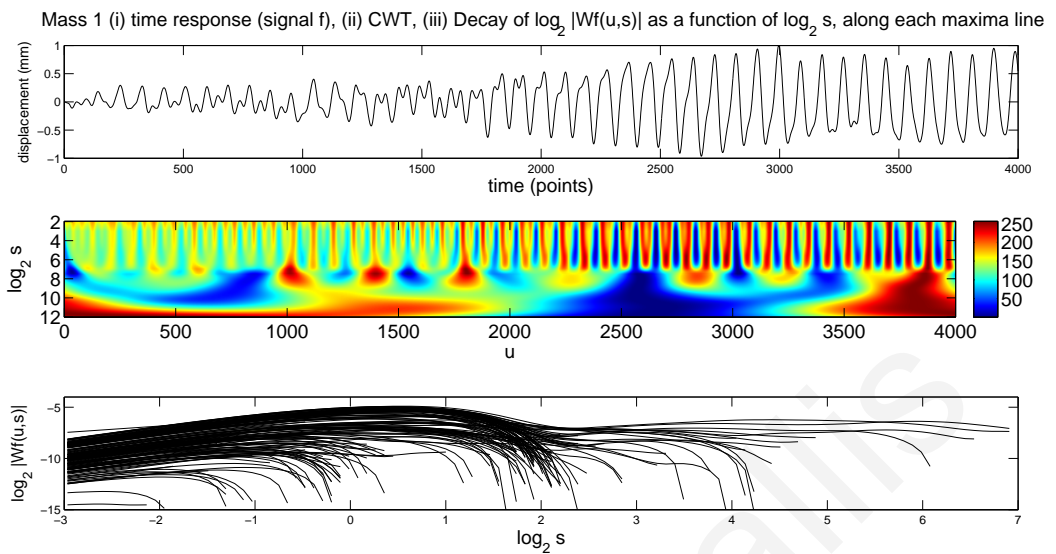 Mass 1 (i) time response (signal f), (ii) CWT, (iii) Decay of log2 |Wf(u,s)| as a function of log2 s, along each maxima line
displacement (mm)
1
0.5
0
−0.5
−1
0 500 1000 1500 2000 2500 3000 3500 4000
time (points)
log2 s
2
4
6
8
10
12
0 500 1000 1500 2000 2500 3000 3500 4000
u
250
200
150
100
50
log2 |Wf(u,s)|
−5
−10
−15
−3 −2 −1 0 1 2 3 4 5 6 7
log2 s
alis